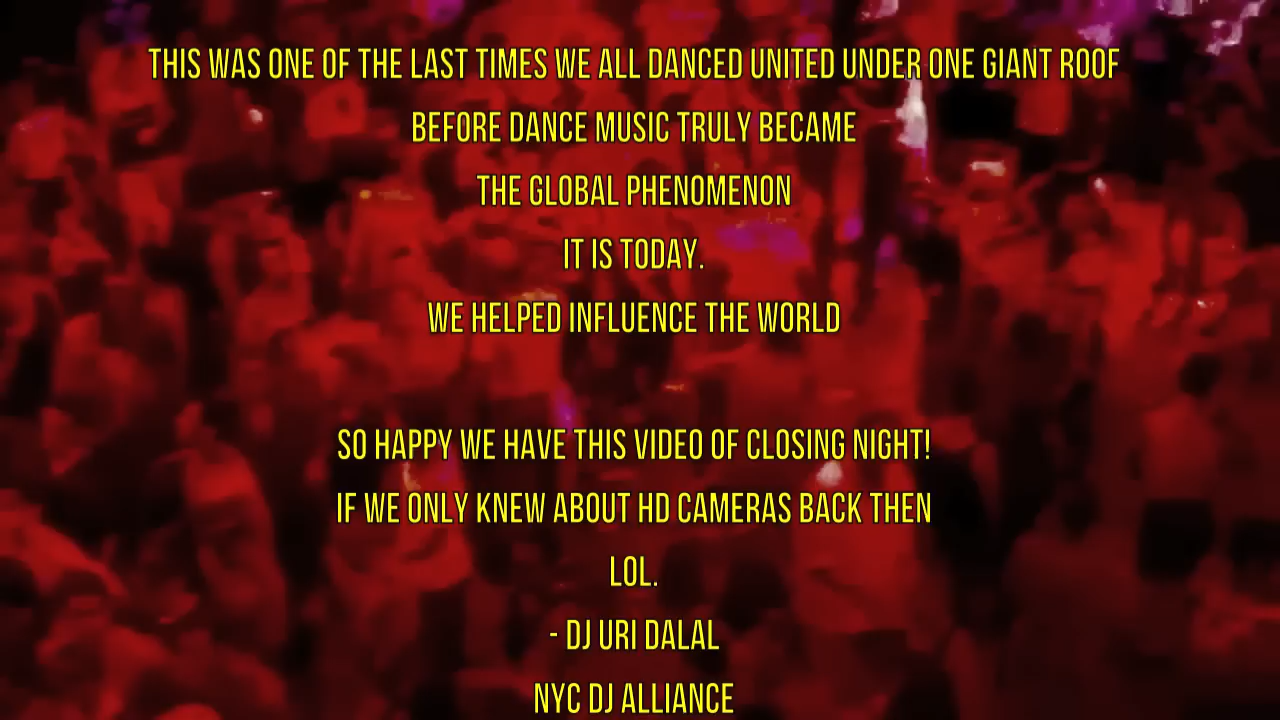 THIS WAS ONE OF THE LAST TIMES WE ALL DANCED UNITED UNDER ONE GIANT ROOF
BEFORE DANCE MUSIC TRULY BECAME
THE GLOBAL PHENOMENON
IT IS TODAY.
WE HELPED INFLUENCE THE WORLD
SO HAPPY WE HAVE THIS VIDEO OF CLOSING NIGHT!
IF WE ONLY KNEW ABOUT HD CAMERAS BACK THEN
LOL.
- DJ URI DALAL
NYC DJ ALLIANCE